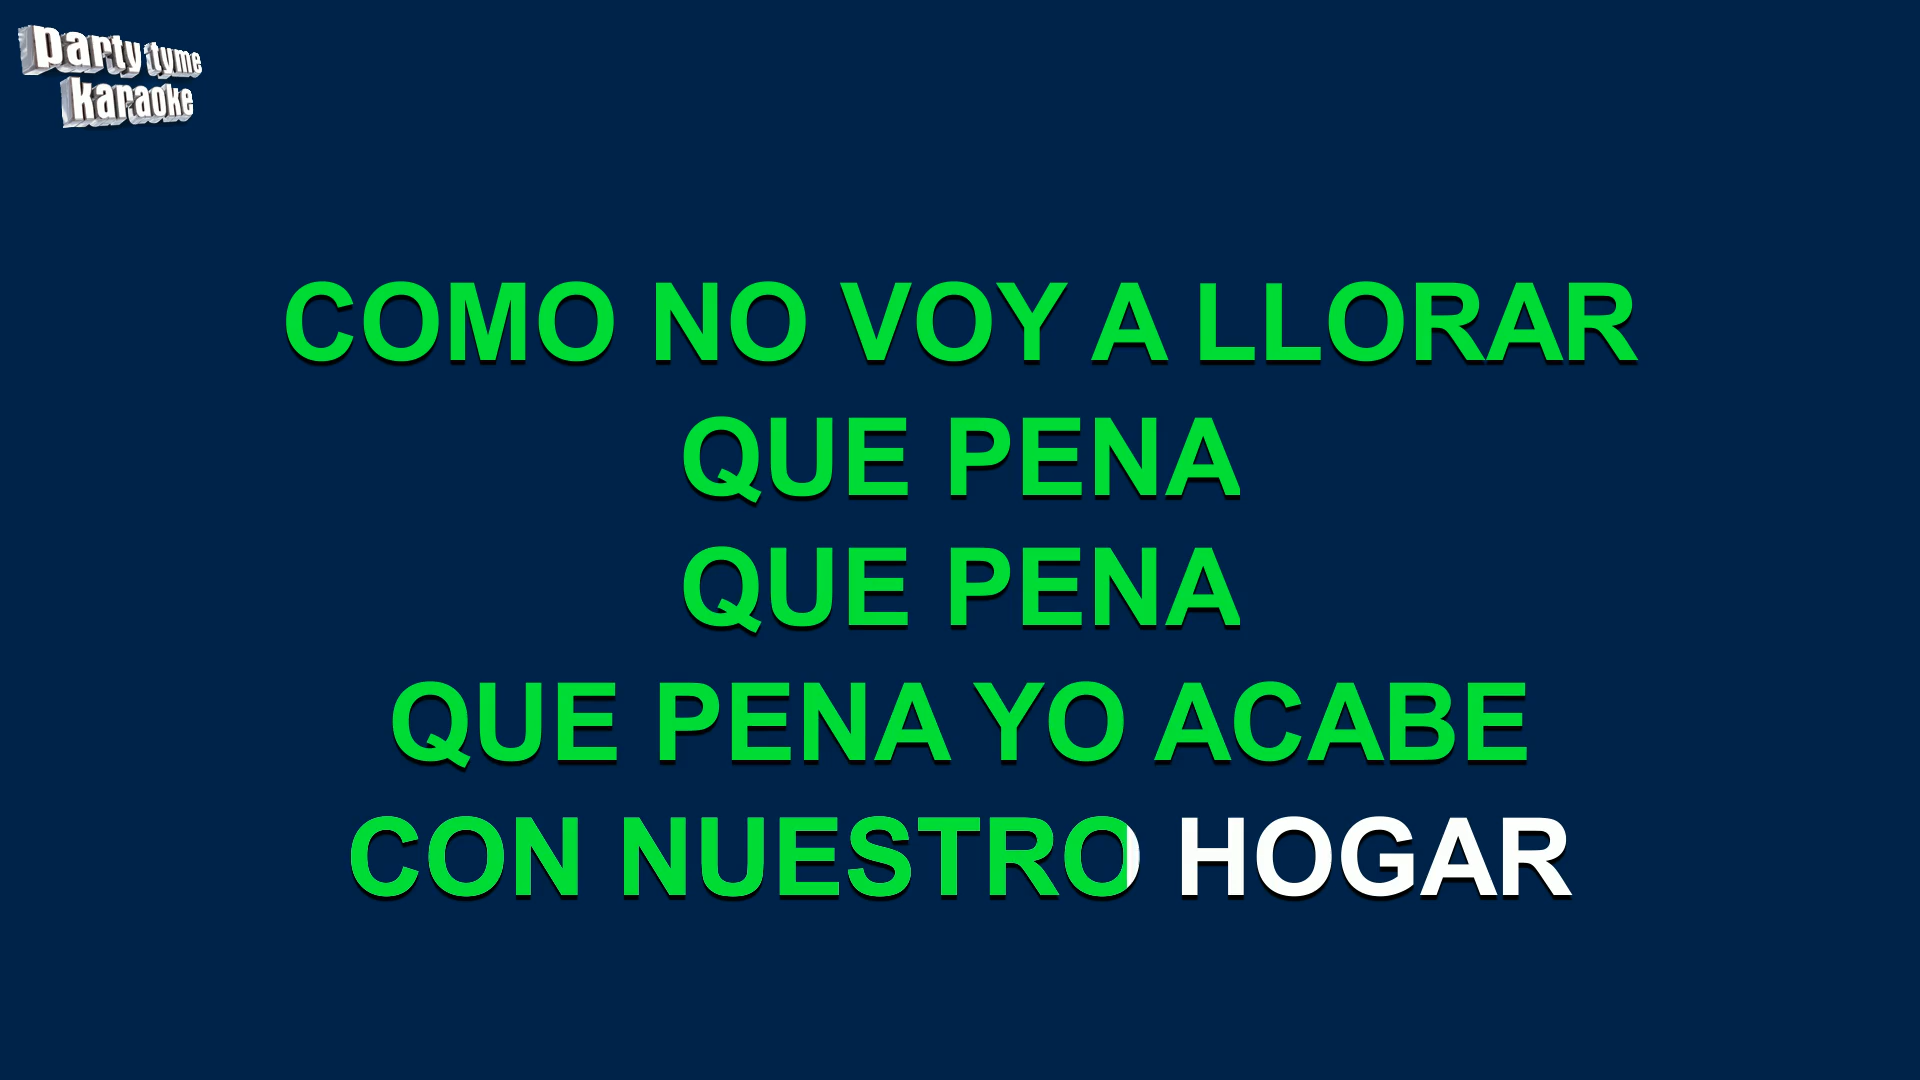 party tyme
karaoke
COMO NO VOY A LLORAR
QUE PENA
QUE PENA
QUE PENA YO ACABE
CON NUESTRO HOGAR